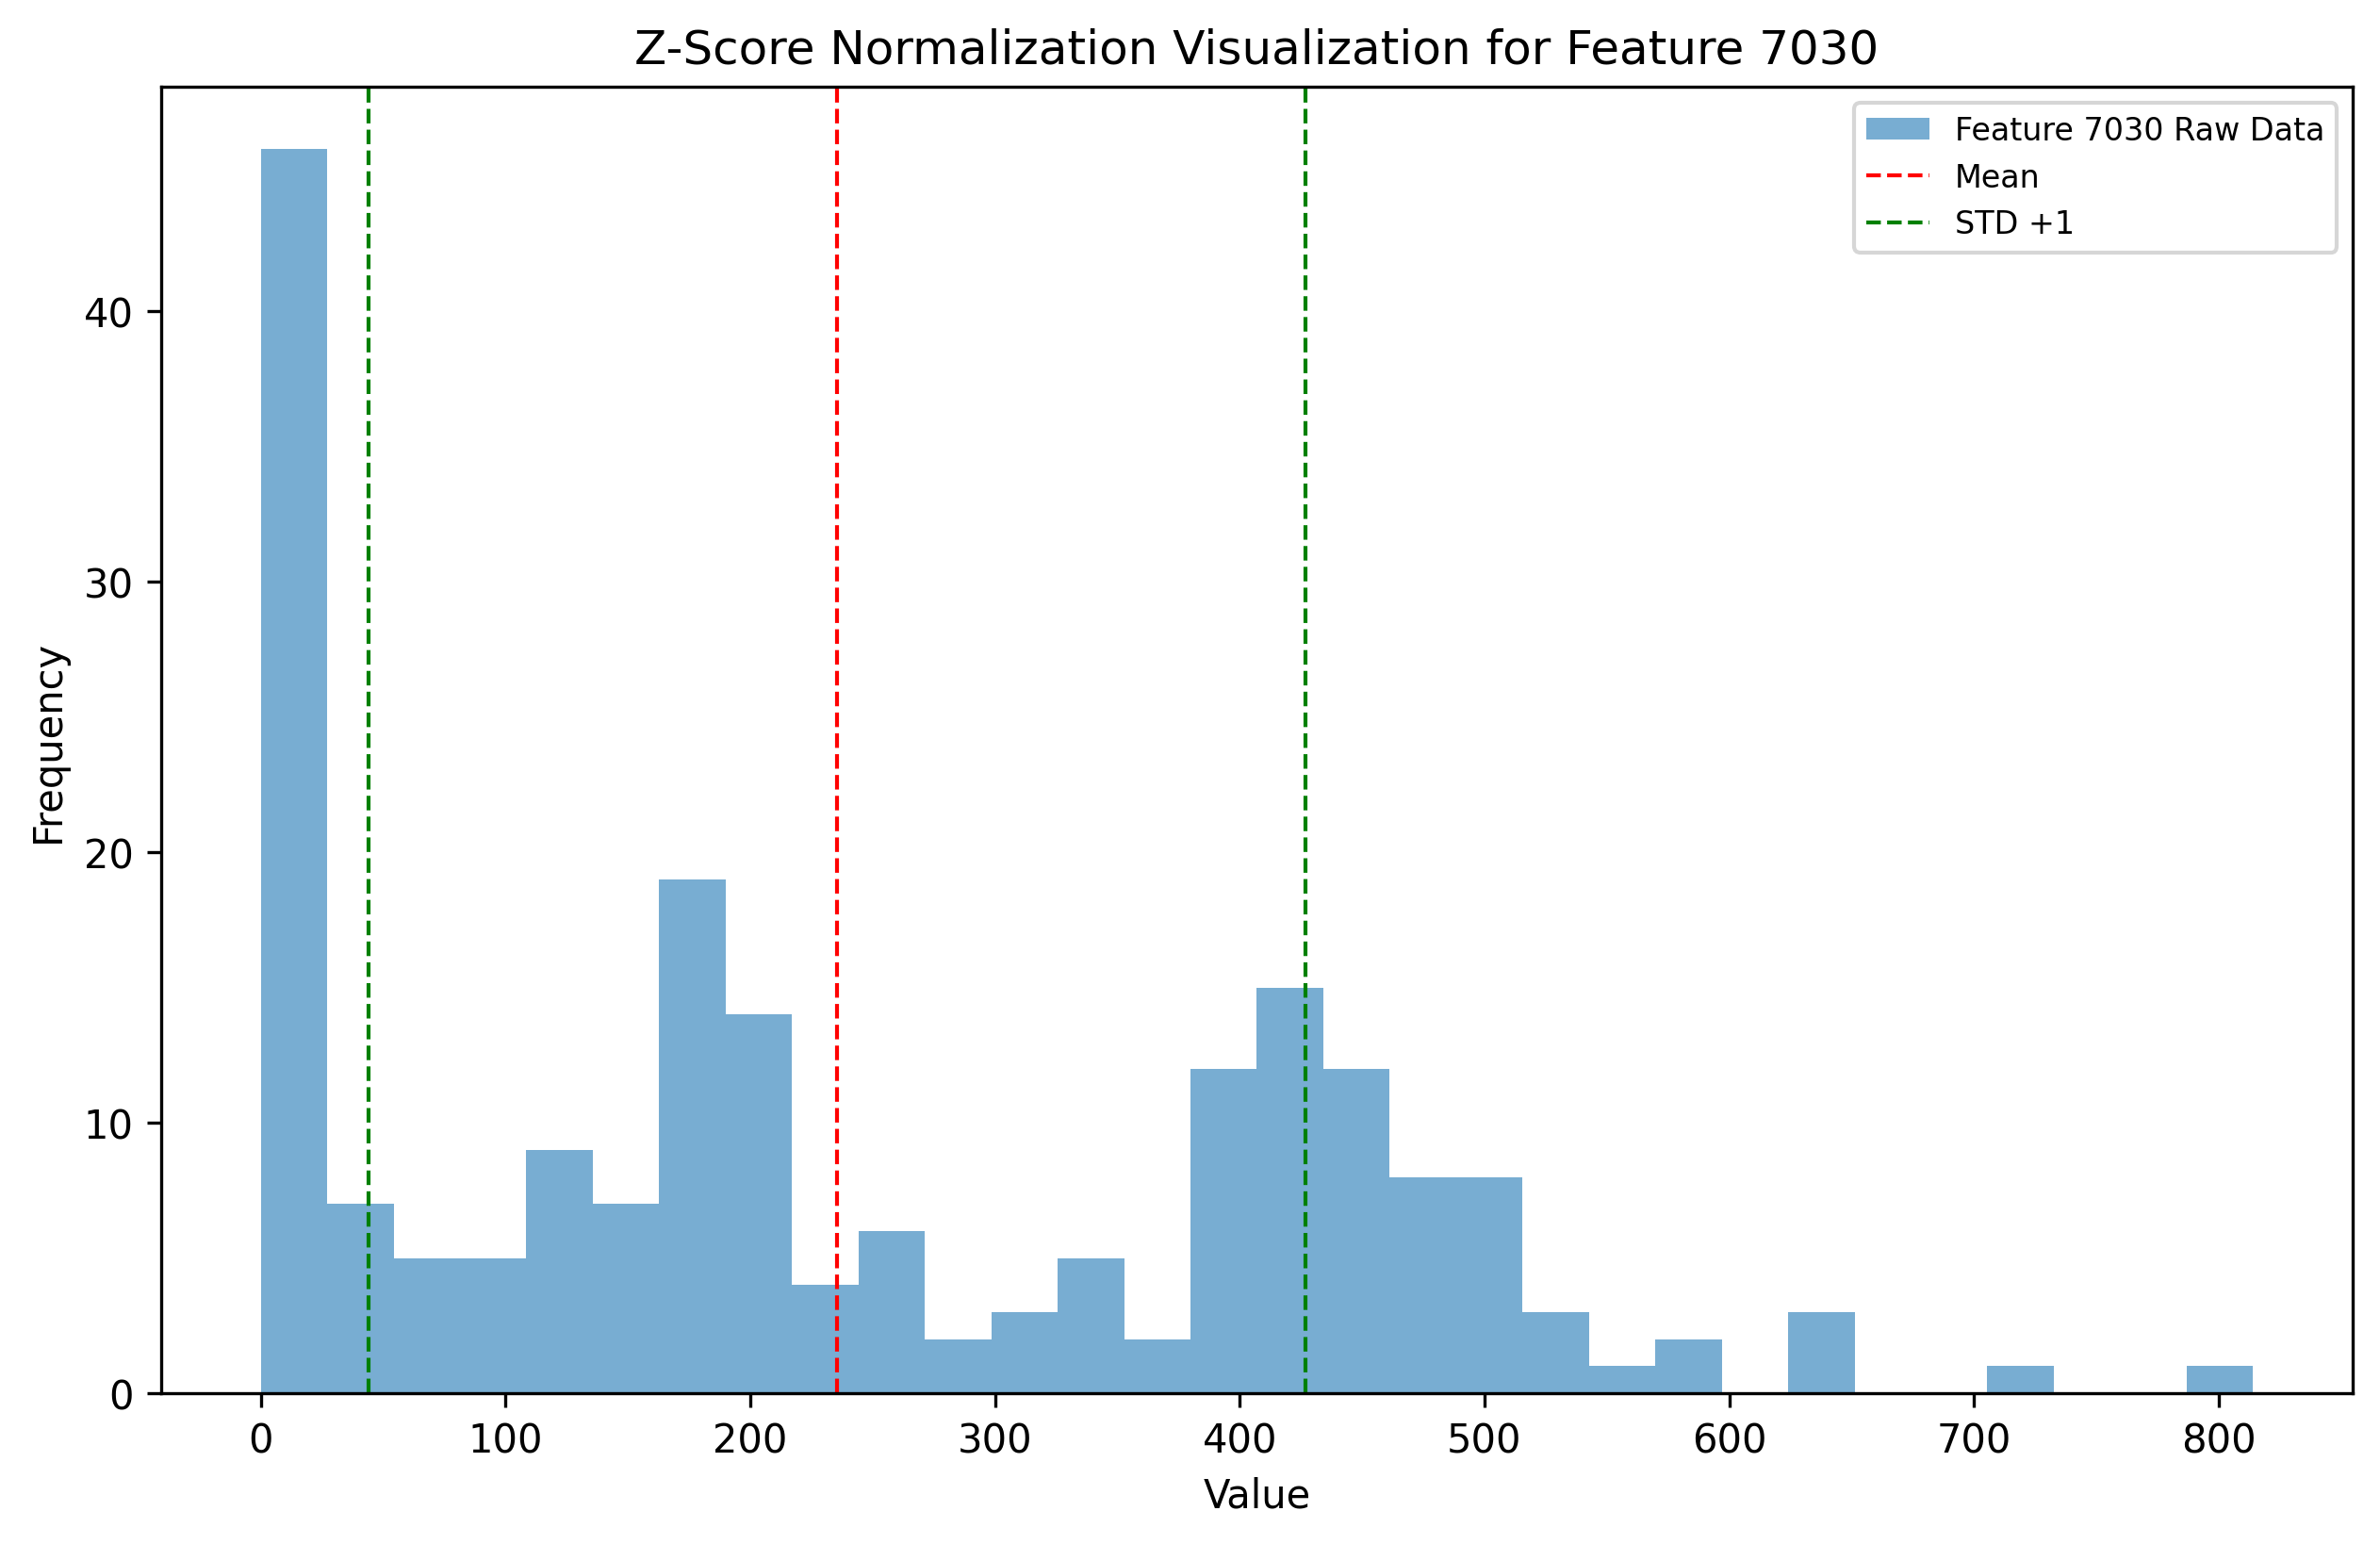 Z-Score Normalization Visualization for Feature 7030
Feature 7030 Raw Data
Mean
STD +1
Frequency
40
30
20
10
0
0 100 200 300 400 500 600 700 800
Value